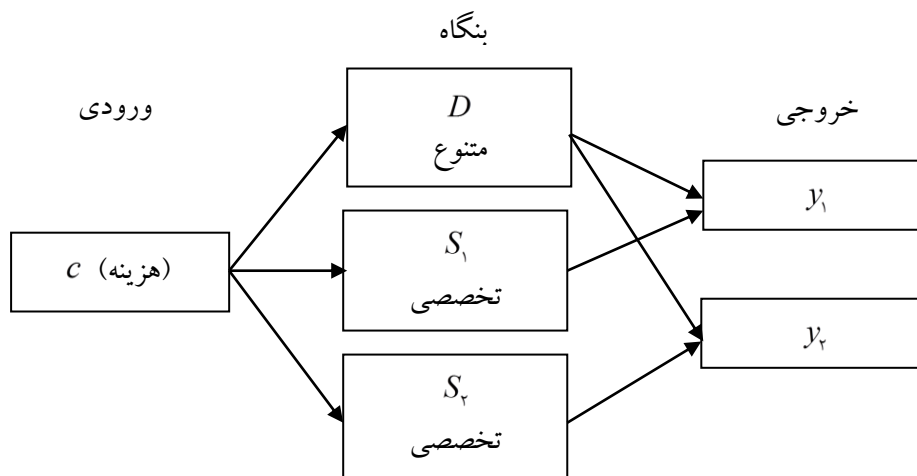 بنگاه
ورودی
خروجی
D
متنوع
y۱
c (هزینه)
S۱
تخصصی
y۲
S۲
تخصصی